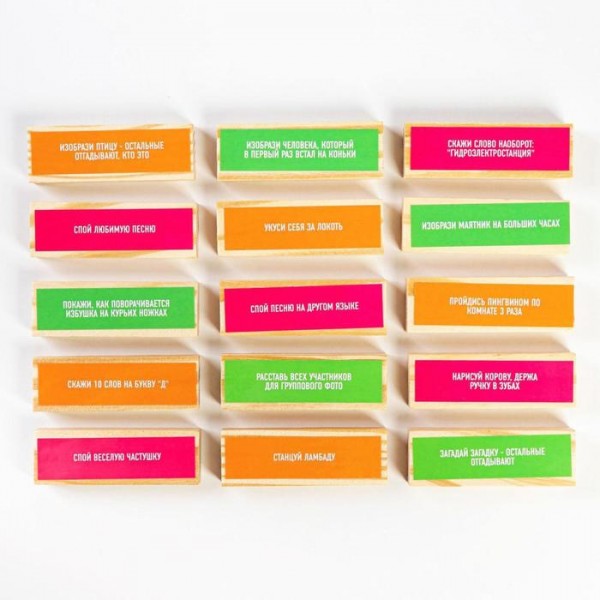 ИЗОБРАЗИ ПТИЦУ - ОСТАЛЬНЫЕ
ОТГАДЫВАЮТ, КТО ЭТО
ИЗОБРАЗИ ЧЕЛОВЕКА, КОТОРЫЙ
В ПЕРВЫЙ РАЗ ВСТАЛ НА КОНЬКИ
СКАЖИ СЛОВО НАОБОРОТ:
"ГИДРОЭЛЕКТРОСТАНЦИЯ"
СПОЙ ЛЮБИМУЮ ПЕСНЮ
УКУСИ СЕБЯ ЗА ЛОКОТЬ
ИЗОБРАЗИ МАЯТНИК НА БОЛЬШИХ ЧАСАХ
ПОКАЖИ, КАК ПОВОРАЧИВАЕТСЯ
ИЗБУШКА НА КУРЬИХ НОЖКАХ
СПОЙ ПЕСНЮ НА ДРУГОМ ЯЗЫКЕ
ПРОЙДИСЬ ПИНГВИНОМ ПО
КОМНАТЕ 3 РАЗА
СКАЖИ 10 СЛОВ НА БУКВУ "Д"
РАССТАВЬ ВСЕХ УЧАСТНИКОВ
ДЛЯ ГРУППОВОГО ФОТО
НАРИСУЙ КОРОВУ, ДЕРЖА
РУЧКУ В ЗУБАХ
СПОЙ ВЕСЕЛУЮ ЧАСТУШКУ
СТАНЦУЙ ЛАМБАДУ
ЗАГАДАЙ ЗАГАДКУ - ОСТАЛЬНЫЕ
ОТГАДЫВАЮТ